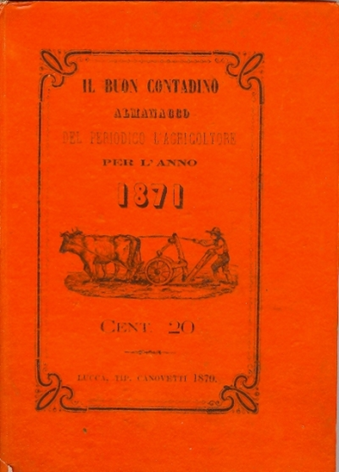 IL BUON CONTADINO
ALMANACCO
DEL PERIODICO L'AGRICOLTORE
PER L'ANNO
1871
CENT 20
LUCCA, TIP. CANOVETTI 1870.